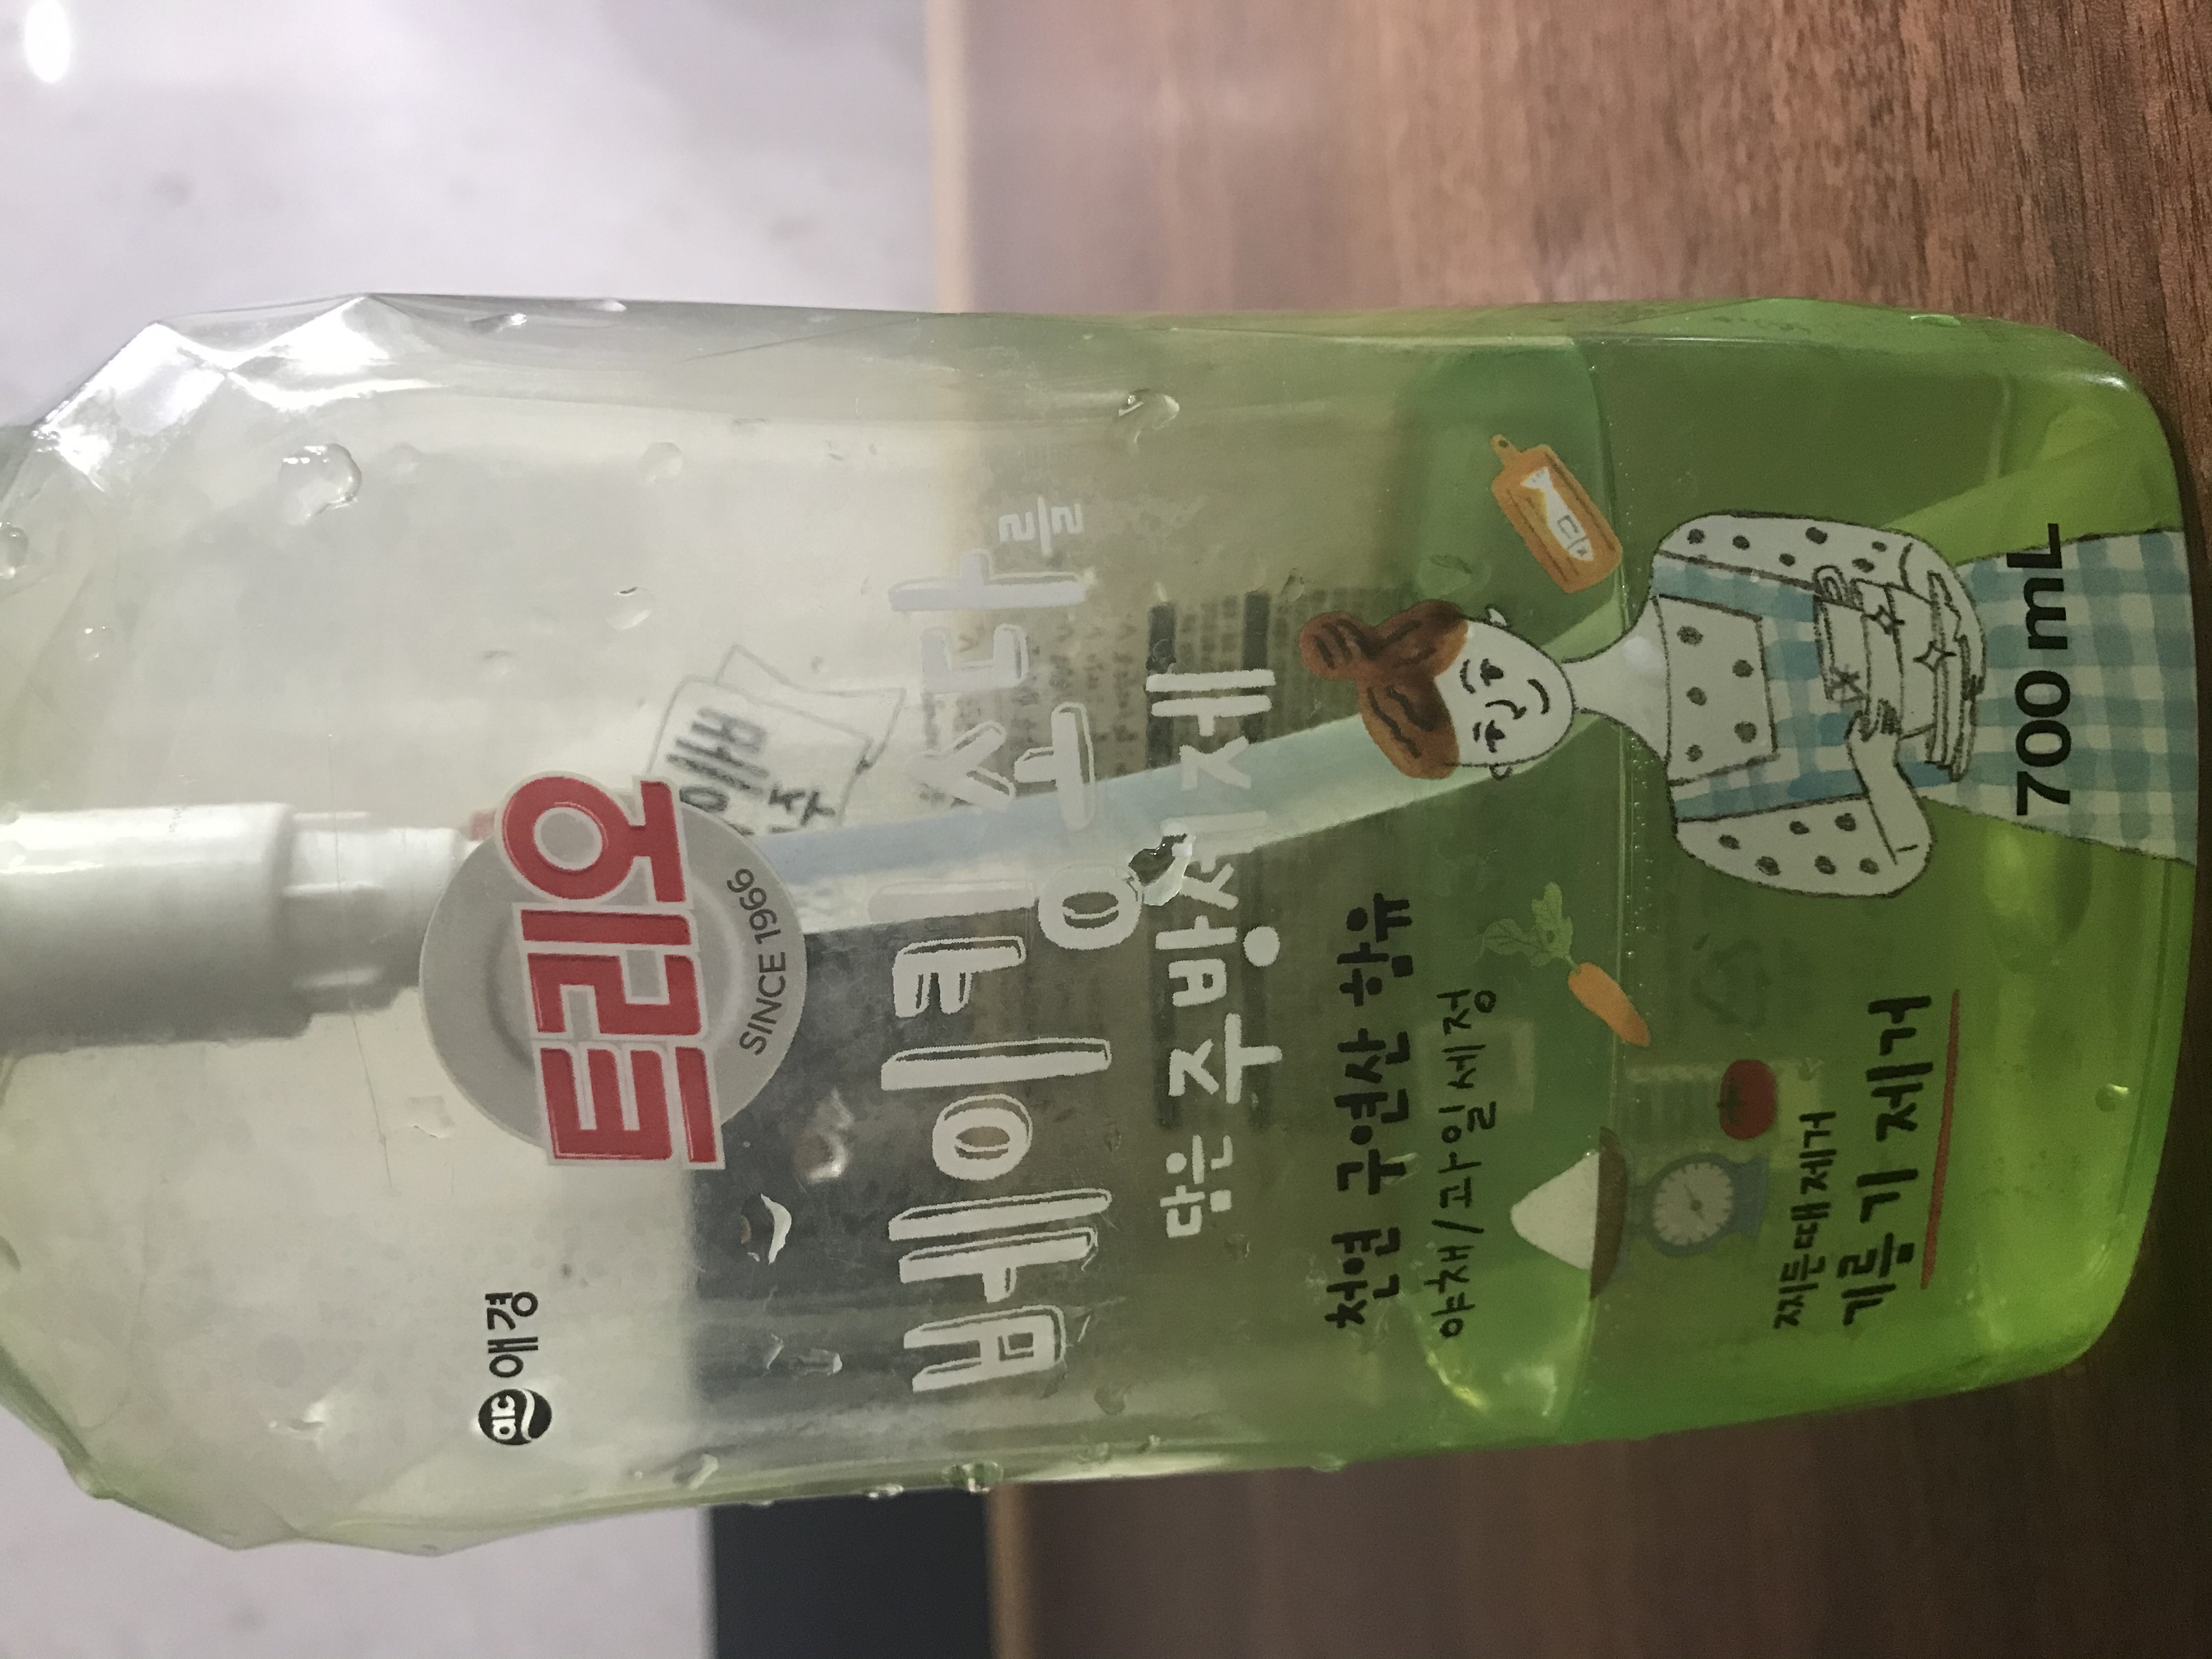 애경
트리오
SINCE 1966
베이킹소다를
담은 주방세제
천연 구연산 함유
야채/과일세정
찌든때 제거
기름기 제거
700 mL